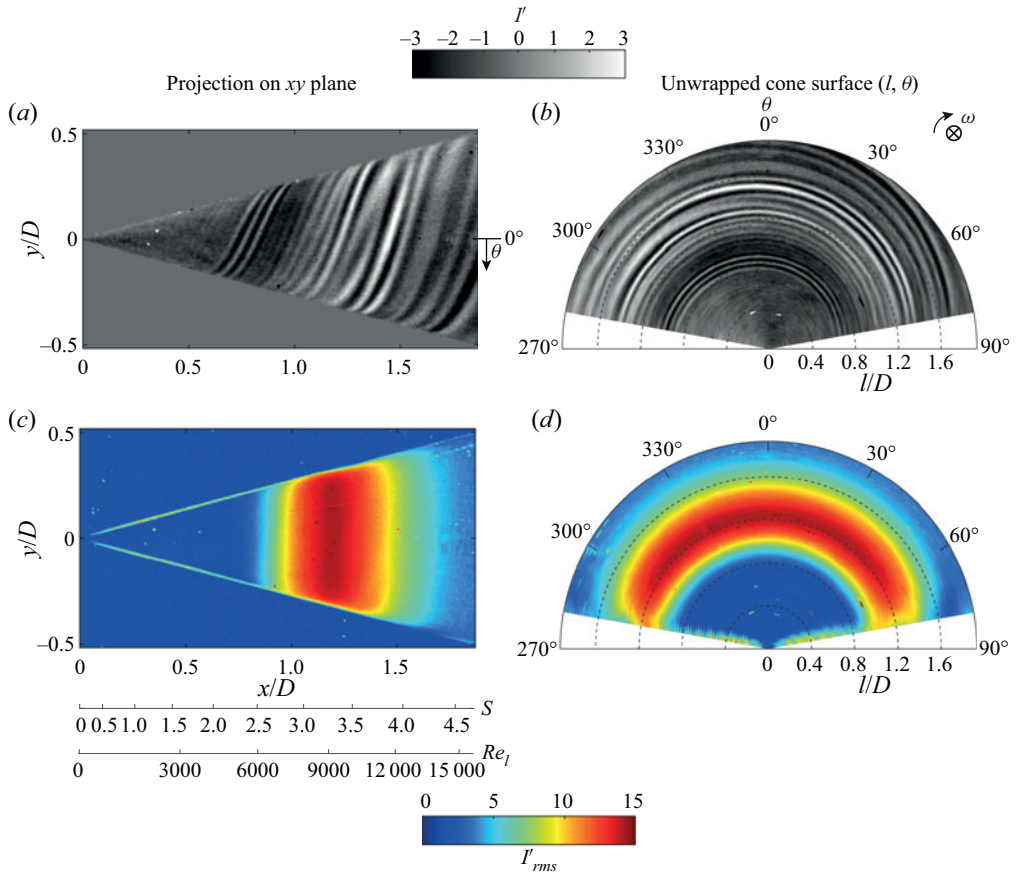 I′
−3 −2 −1 0 1 2 3
Projection on xy plane
Unwrapped cone surface (l, θ)
(a)
0.5
0
−0.5
y/D
0 0.5 1.0 1.5
0°
θ
(b)
θ
0°
ω
330° 30°
300° 60°
270° 90°
0 0.4 0.8 1.2 1.6
l/D
(c)
0.5
0
−0.5
y/D
0 0.5 1.0 1.5
x/D
(d)
0°
330° 30°
300° 60°
270° 90°
0 0.4 0.8 1.2 1.6
l/D
S
0 0.5 1.0 1.5 2.0 2.5 3.0 3.5 4.0 4.5
Re_l
0 3000 6000 9000 12 000 15 000
0 5 10 15
I′_rms